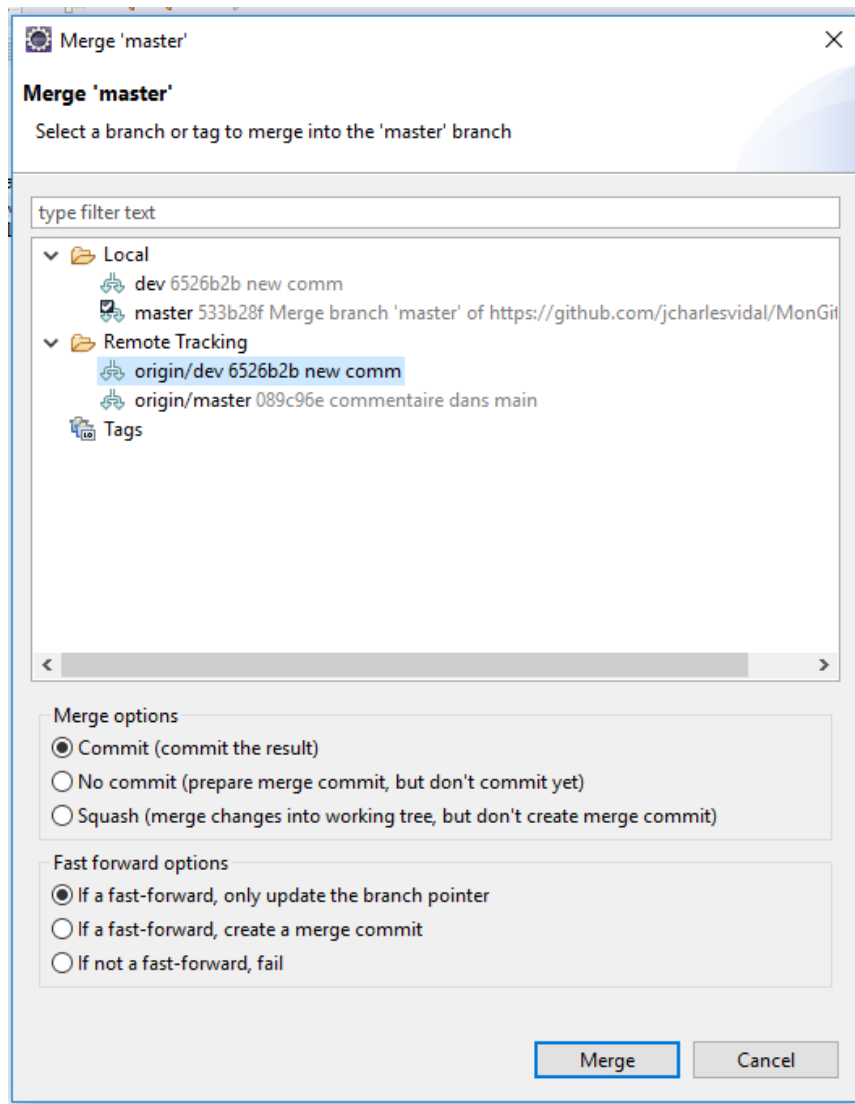 Merge 'master'
Merge 'master'
Select a branch or tag to merge into the 'master' branch
type filter text
Local
dev 6526b2b new comm
master 533b28f Merge branch 'master' of https://github.com/jcharlesvidal/MonGit
Remote Tracking
origin/dev 6526b2b new comm
origin/master 089c96e commentaire dans main
Tags
Merge options
Commit (commit the result)
No commit (prepare merge commit, but don't commit yet)
Squash (merge changes into working tree, but don't create merge commit)
Fast forward options
If a fast-forward, only update the branch pointer
If a fast-forward, create a merge commit
If not a fast-forward, fail
Merge
Cancel